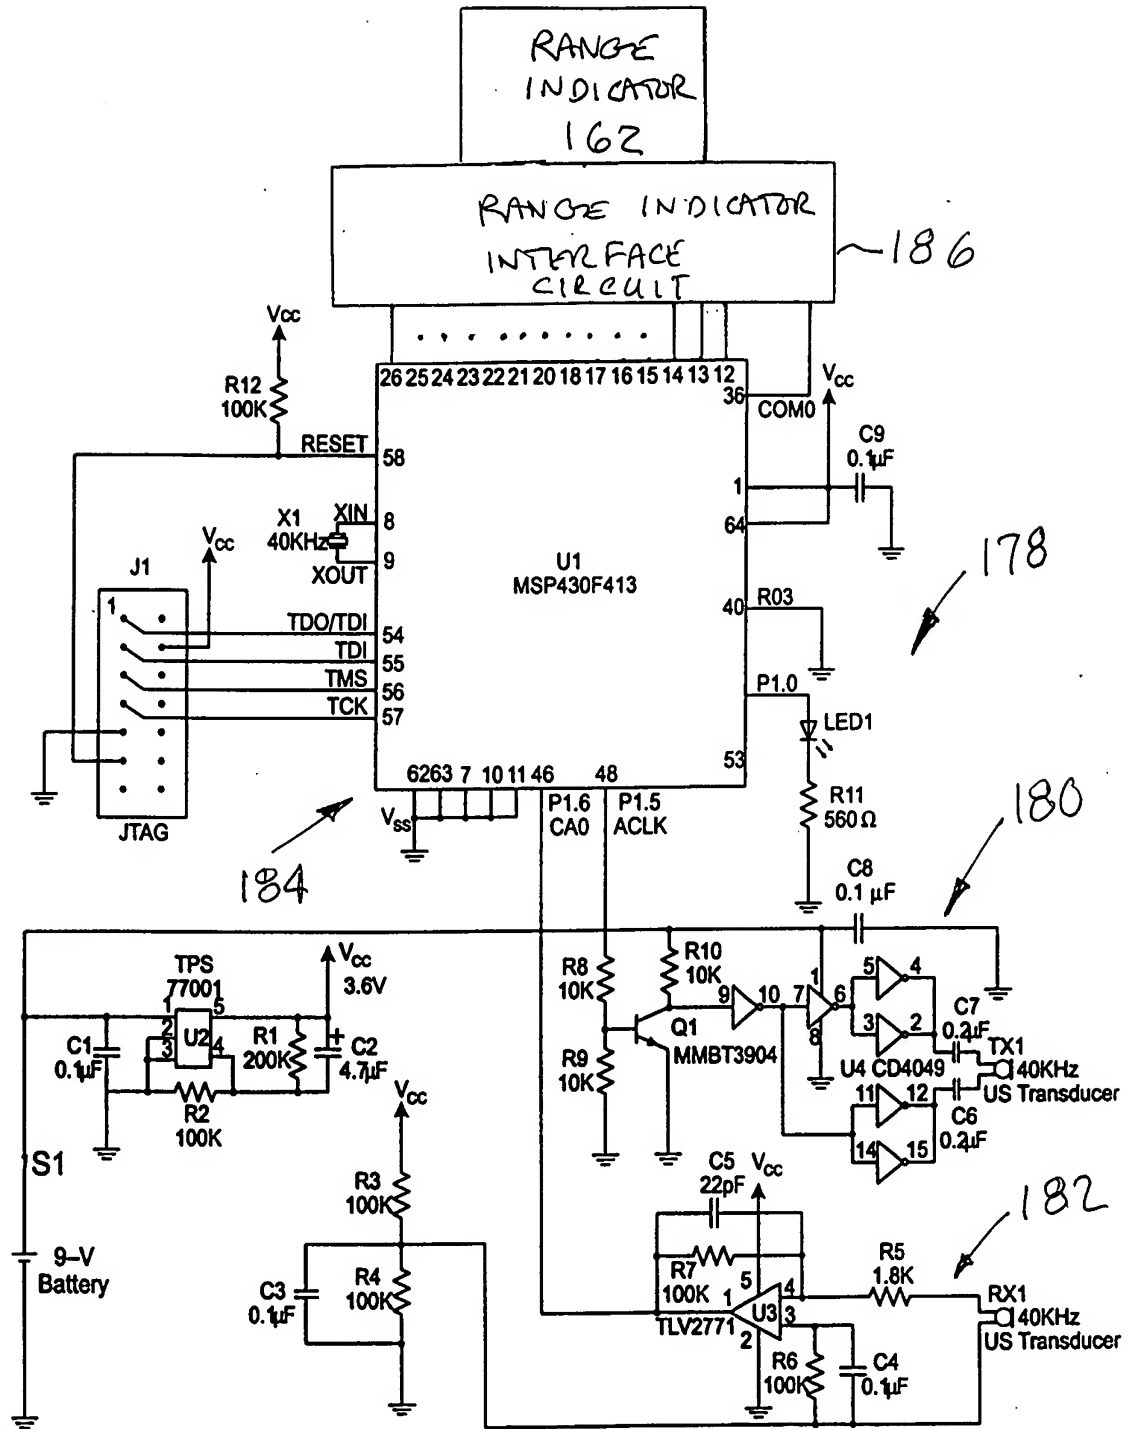 RANGE
INDICATOR
162
RANGE INDICATOR
INTERFACE
CIRCUIT
186
Vcc
R12
100K
RESET
26 25 24 23 22 21 20 18 17 16 15 14 13 12
36
COM0
Vcc
C9
0.1µF
58
1
64
X1
40KHz
XIN
8
9
XOUT
U1
MSP430F413
178
Vcc
J1
1
TDO/TDI
54
TDI
55
TMS
56
TCK
57
JTAG
40
R03
P1.0
LED1
53
R11
560Ω
62 63 7 10 11 46 48
Vss
P1.6
CA0
P1.5
ACLK
184
180
C8
0.1 µF
TPS
77001
Vcc
3.6V
1
2
3
5
4
U2
C1
0.1µF
R1
200K
C2
4.7µF
+
R2
100K
R8
10K
R9
10K
R10
10K
Q1
MMBT3904
9
10
7
1
6
8
5
4
3
2
U4 CD4049
11
12
14
15
C7
0.2µF
C6
0.2µF
TX1
40KHz
US Transducer
S1
9–V
Battery
Vcc
R3
100K
R4
100K
C3
0.1µF
C5
22pF
Vcc
R7
100K
1
5
4
3
2
U3
TLV2771
R5
1.8K
R6
100K
C4
0.1µF
182
RX1
40KHz
US Transducer